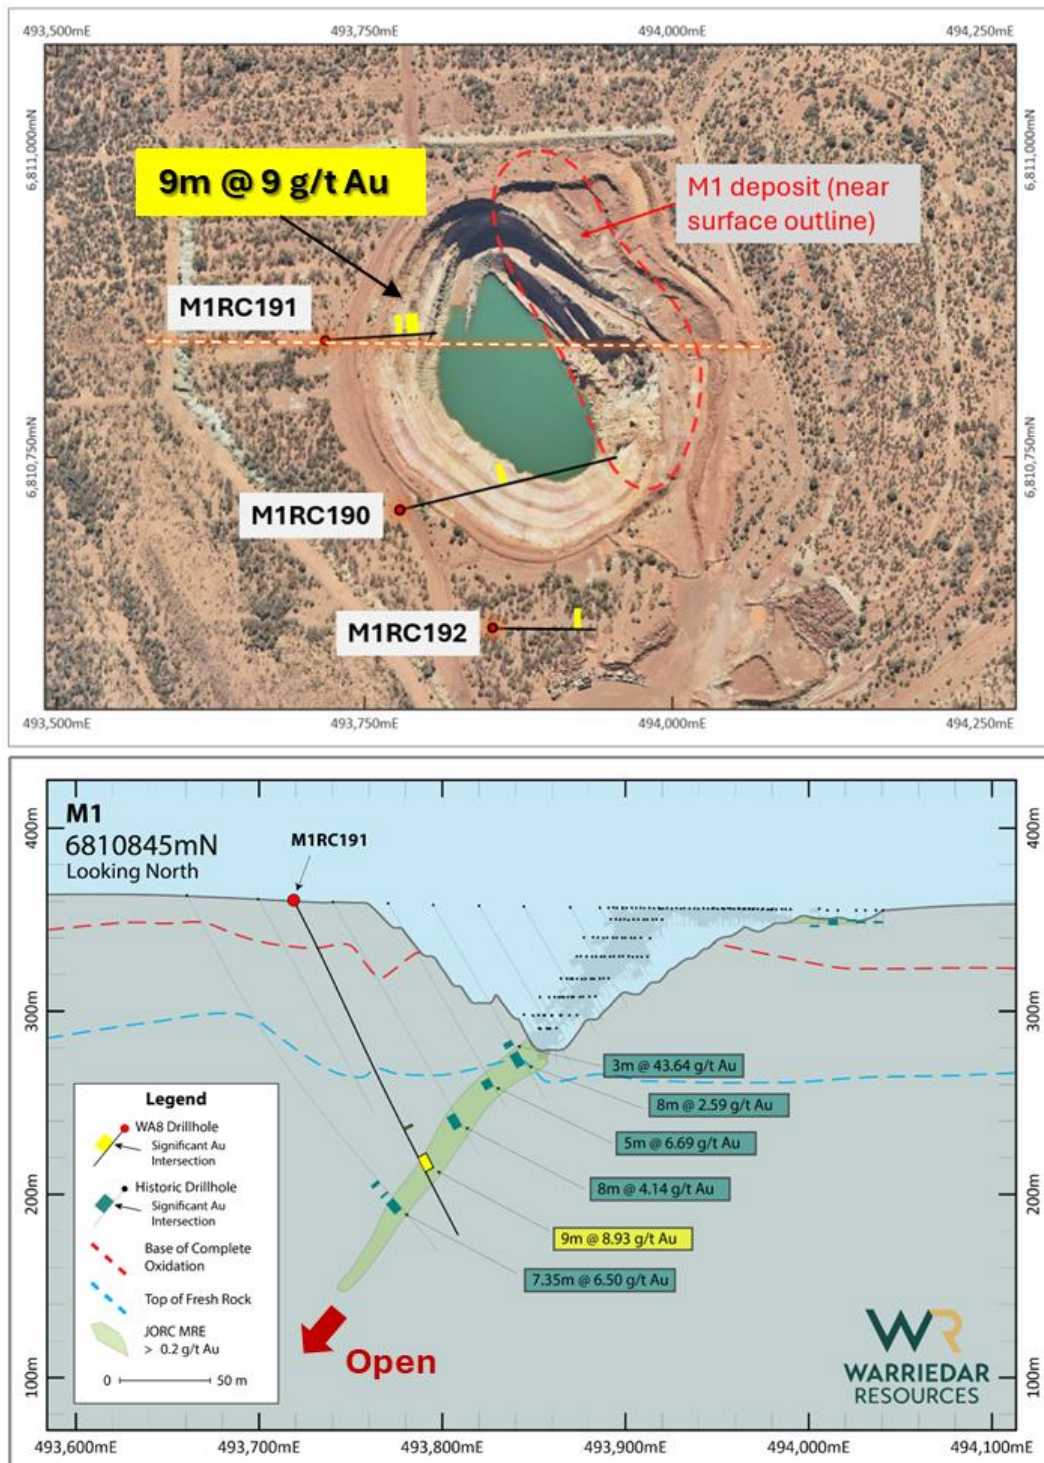 493,500mE 493,750mE 494,000mE 494,250mE
6,811,000mN
6,811,000mN
9m @ 9 g/t Au
M1 deposit (near
surface outline)
M1RC191
6,810,750mN
6,810,750mN
M1RC190
M1RC192
493,500mE 493,750mE 494,000mE 494,250mE
M1
6810845mN
Looking North
M1RC191
400m
400m
300m
300m
200m
200m
100m
100m
3m @ 43.64 g/t Au
8m @ 2.59 g/t Au
5m @ 6.69 g/t Au
8m @ 4.14 g/t Au
9m @ 8.93 g/t Au
7.35m @ 6.50 g/t Au
Legend
WA8 Drillhole
Significant Au
Intersection
Historic Drillhole
Significant Au
Intersection
Base of Complete
Oxidation
Top of Fresh Rock
JORC MRE
> 0.2 g/t Au
0 50 m
Open
WR
WARRIEDAR
RESOURCES
493,600mE 493,700mE 493,800mE 493,900mE 494,000mE 494,100mE